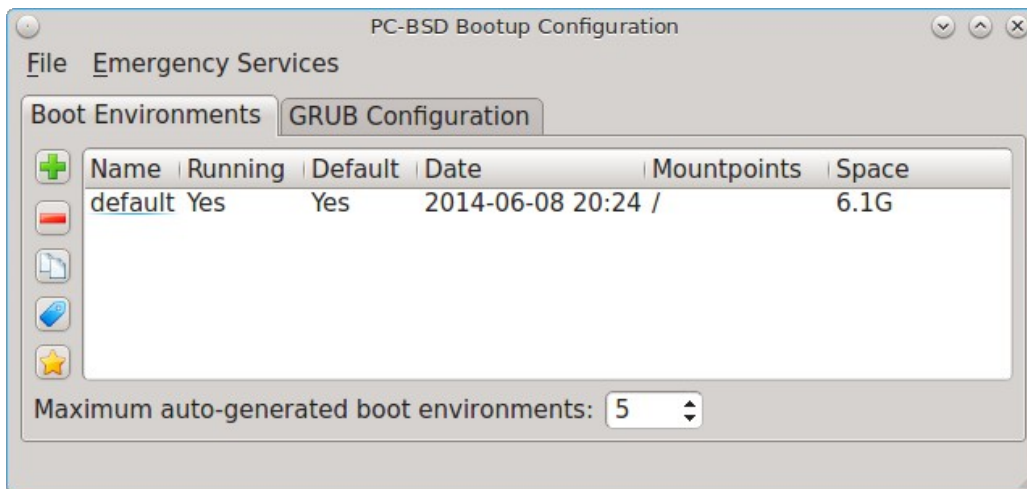 PC-BSD Bootup Configuration
File Emergency Services
Boot Environments GRUB Configuration
Name Running Default Date Mountpoints Space
default Yes Yes 2014-06-08 20:24 / 6.1G
Maximum auto-generated boot environments: 5